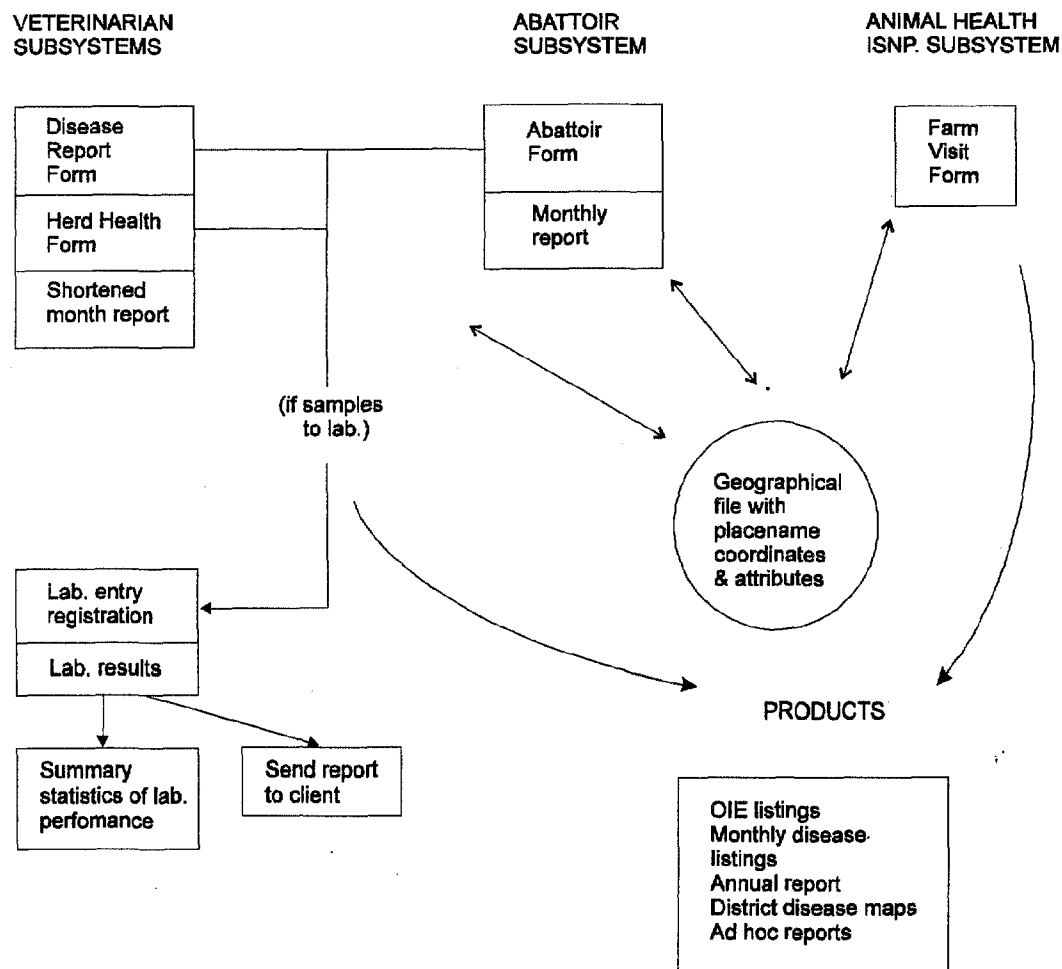 VETERINARIAN
SUBSYSTEMS
ABATTOIR
SUBSYSTEM
ANIMAL HEALTH
ISNP. SUBSYSTEM
Disease
Report
Form
Herd Health
Form
Shortened
month report
Abattoir
Form
Monthly
report
Farm
Visit
Form
(if samples
to lab.)
Geographical
file with
placename
coordinates
& attributes
Lab. entry
registration
Lab. results
Summary
statistics of lab.
perfomance
Send report
to client
PRODUCTS
OIE listings
Monthly disease
listings
Annual report
District disease maps
Ad hoc reports